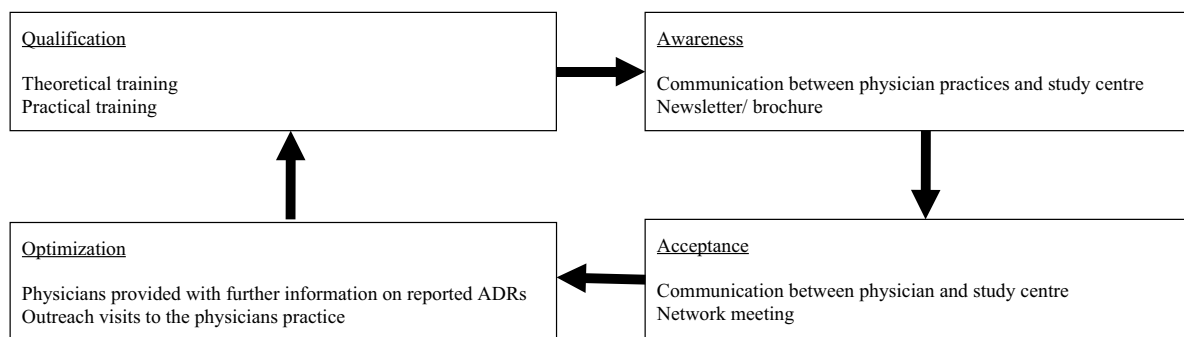 Qualification
Theoretical training
Practical training
Awareness
Communication between physician practices and study centre
Newsletter/ brochure
Optimization
Physicians provided with further information on reported ADRs
Outreach visits to the physicians practice
Acceptance
Communication between physician and study centre
Network meeting